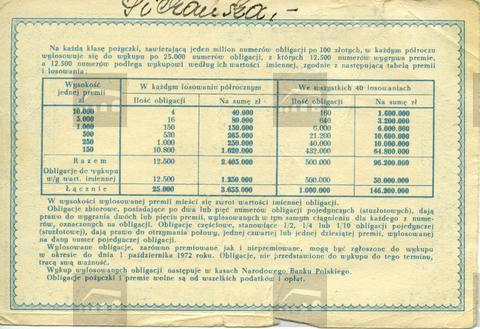 Na każdą klasę pożyczki, zawierającą jeden milion numerów obligacji po 100 złotych, w każdym półroczu
wylosowuje się do wykupu po 25.000 numerów obligacji, z których 12.500 numerów wygrywa premie,
a 12.500 numerów podlega wykupowi według ich wartości imiennej, zgodnie z następującą tabelą premii
i losowania:
Wysokość jednej premii zł
W każdym losowaniu półrocznym
We wszystkich 40 losowaniach
Ilość obligacji Na sumę zł Ilość obligacji Na sumę zł
10.000 4 40.000 160 1.600.000
5.000 16 80.000 640 3.200.000
1.000 150 150.000 6.000 6.000.000
500 530 265.000 21.200 10.600.000
250 1.000 250.000 40.000 10.000.000
150 10.800 1.620.000 432.000 64.800.000
Razem 12.500 2.405.000 500.000 96.200.000
Obligacje do wykupu
w/g wart. imiennej 12.500 1.250.000 500.000 50.000.000
Łącznie 25.000 3.655.000 1.000.000 146.200.000
W wysokości wylosowanej premii mieści się zwrot wartości imiennej obligacji.
Obligacje zbiorowe, posiadające po dwa lub pięć numerów obligacji pojedynczych (stuzłotowych), dają
prawo do wygrania dwóch lub pięciu premii, wylosowanych w tym samym ciągnieniu dla każdego z nume-
rów, oznaczonych na obligacji. Obligacje częściowe, stanowiące 1/2, 1/4 lub 1/10 obligacji pojedynczej
(stuzłotowej), dają prawo do otrzymania połowy, jednej czwartej lub jednej dziesiątej premii, wylosowanej
na dany numer pojedynczej obligacji.
Wylosowane obligacje, zarówno premiowane jak i niepremiowane, mogą być zgłoszone do wykupu
w okresie do dnia 1 października 1972 roku. Obligacje, nie przedstawione do wykupu do tego terminu,
tracą swą ważność.
Wykup wylosowanych obligacji następuje w kasach Narodowego Banku Polskiego.
Obligacje pożyczki i premie wolne są od wszelkich podatków i opłat.